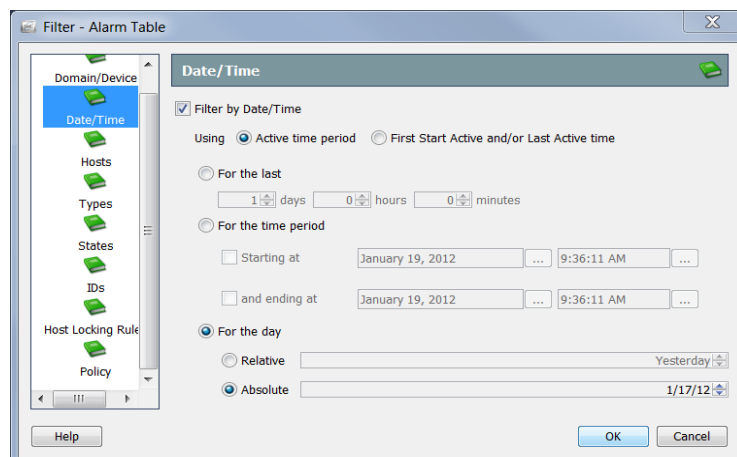 Filter - Alarm Table
Domain/Device
Date/Time
Hosts
Types
States
IDs
Host Locking Rule
Policy
Date/Time
Filter by Date/Time
Using Active time period First Start Active and/or Last Active time
For the last
1 days 0 hours 0 minutes
For the time period
Starting at January 19, 2012 ... 9:36:11 AM ...
and ending at January 19, 2012 ... 9:36:11 AM ...
For the day
Relative Yesterday
Absolute 1/17/12
Help OK Cancel